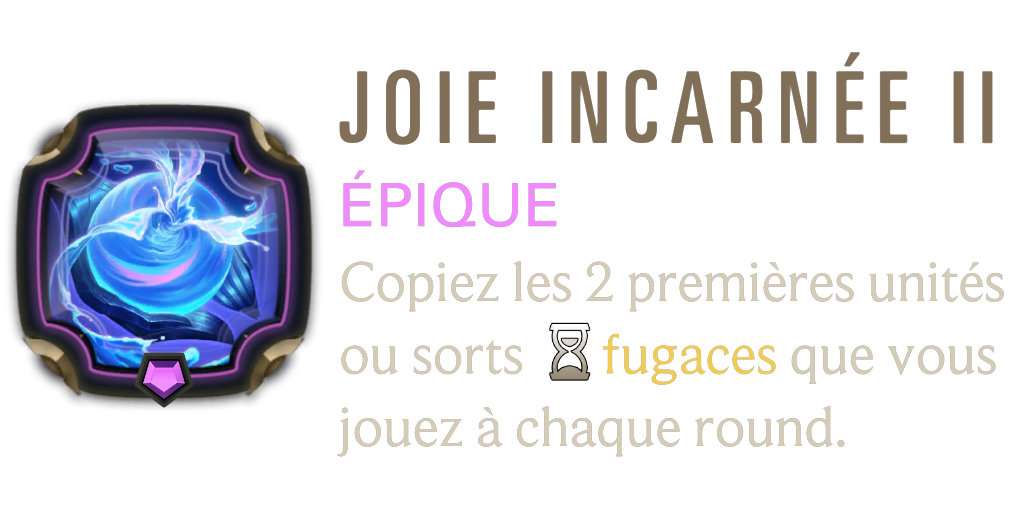 JOIE INCARNÉE II
ÉPIQUE
Copiez les 2 premières unités
ou sorts fugaces que vous
jouez à chaque round.